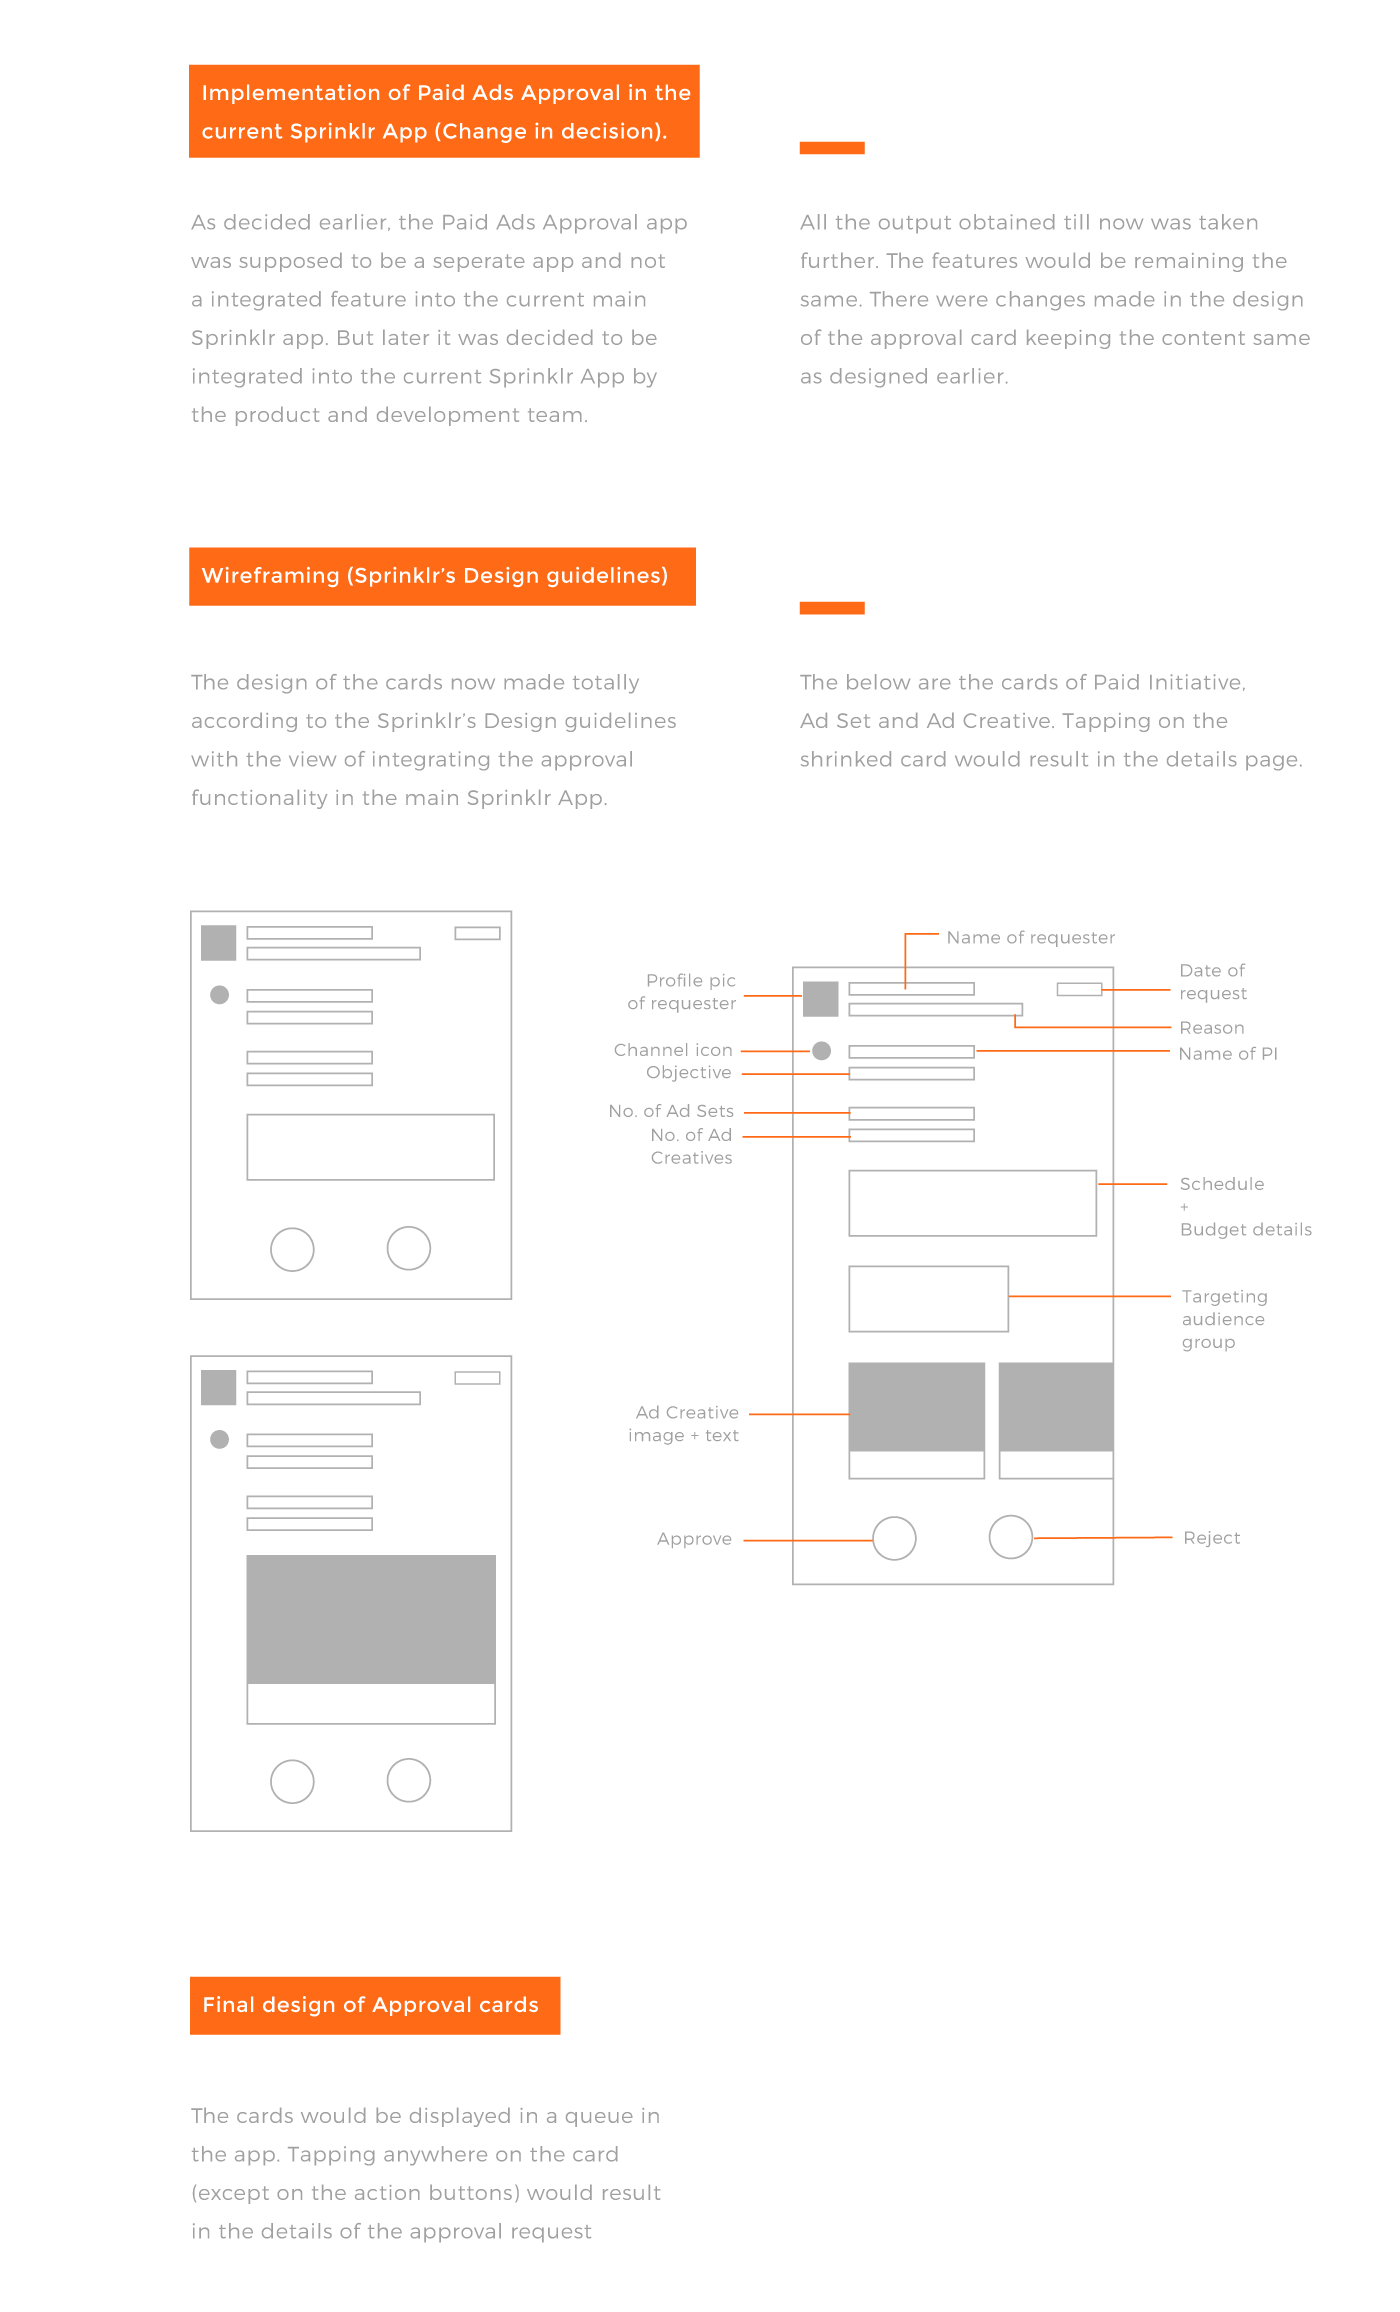 Implementation of Paid Ads Approval in the
current Sprinklr App (Change in decision).
As decided earlier, the Paid Ads Approval app
was supposed to be a seperate app and not
a integrated feature into the current main
Sprinklr app. But later it was decided to be
integrated into the current Sprinklr App by
the product and development team.
All the output obtained till now was taken
further. The features would be remaining the
same. There were changes made in the design
of the approval card keeping the content same
as designed earlier.
Wireframing (Sprinklr’s Design guidelines)
The design of the cards now made totally
according to the Sprinklr’s Design guidelines
with the view of integrating the approval
functionality in the main Sprinklr App.
The below are the cards of Paid Initiative,
Ad Set and Ad Creative. Tapping on the
shrinked card would result in the details page.
Name of requester
Profile pic
of requester
Date of
request
Reason
Channel icon
Name of PI
Objective
No. of Ad Sets
No. of Ad
Creatives
Schedule
+
Budget details
Targeting
audience
group
Ad Creative
image + text
Approve
Reject
Final design of Approval cards
The cards would be displayed in a queue in
the app. Tapping anywhere on the card
(except on the action buttons) would result
in the details of the approval request